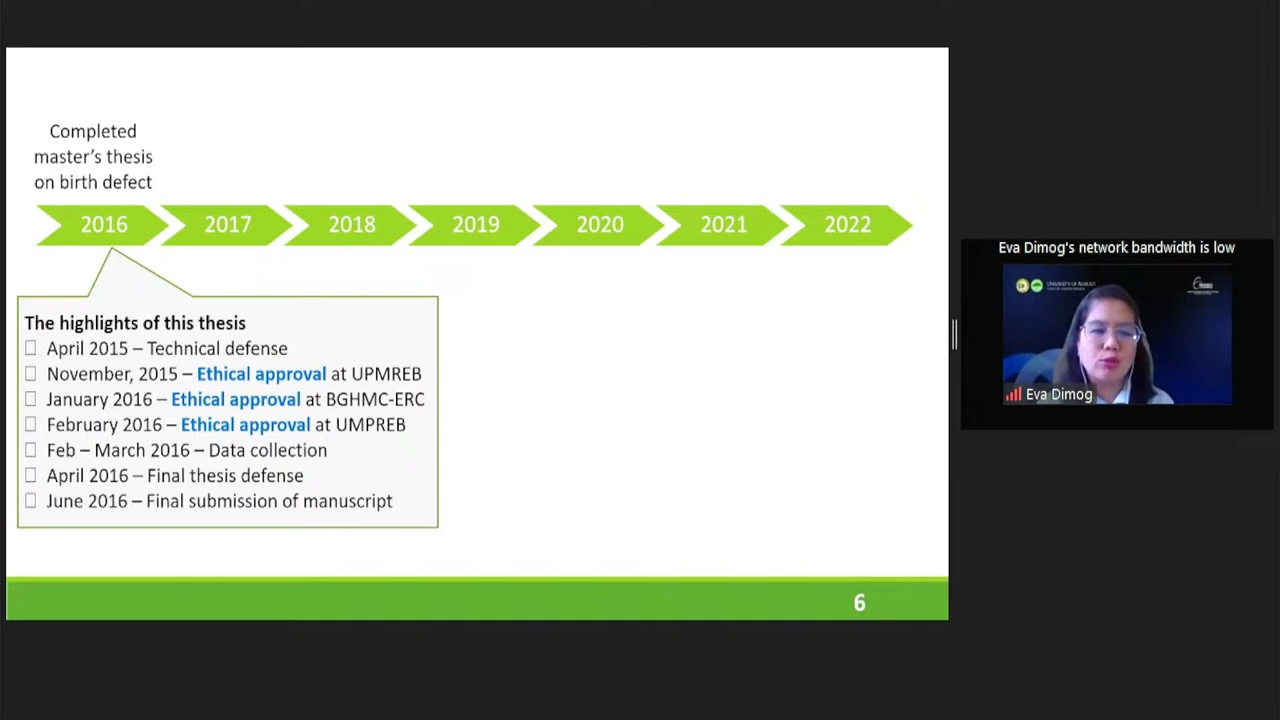 Completed
master's thesis
on birth defect
2016 2017 2018 2019 2020 2021 2022
The highlights of this thesis
April 2015 – Technical defense
November, 2015 – Ethical approval at UPMREB
January 2016 – Ethical approval at BGHMC-ERC
February 2016 – Ethical approval at UMPREB
Feb – March 2016 – Data collection
April 2016 – Final thesis defense
June 2016 – Final submission of manuscript
6
Eva Dimog's network bandwidth is low
Eva Dimog